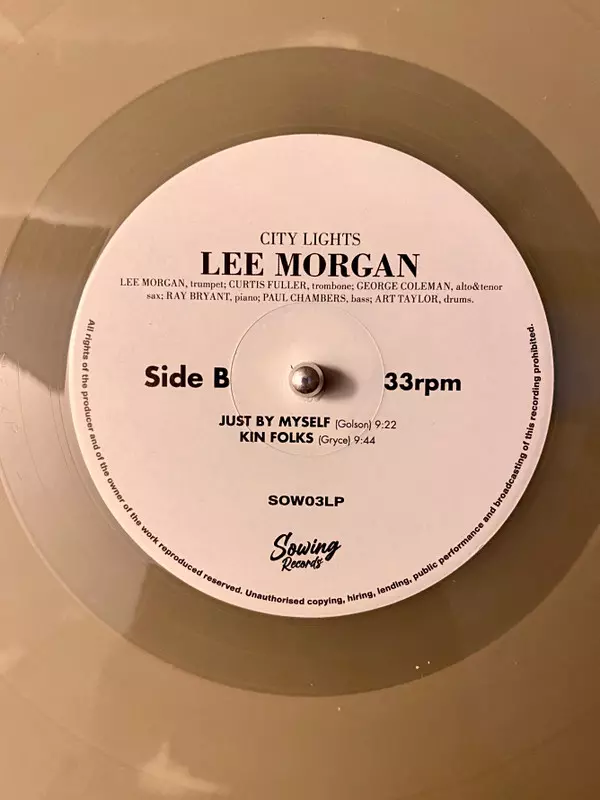 CITY LIGHTS
LEE MORGAN
LEE MORGAN, trumpet; CURTIS FULLER, trombone; GEORGE COLEMAN, alto&tenor
sax; RAY BRYANT, piano; PAUL CHAMBERS, bass; ART TAYLOR, drums.
Side B 33rpm
JUST BY MYSELF (Golson) 9:22
KIN FOLKS (Gryce) 9:44
SOW03LP
Sowing
Records
All rights of the producer and of the owner of the work reproduced reserved. Unauthorised copying, hiring, lending, public performance and broadcasting of this recording prohibited.